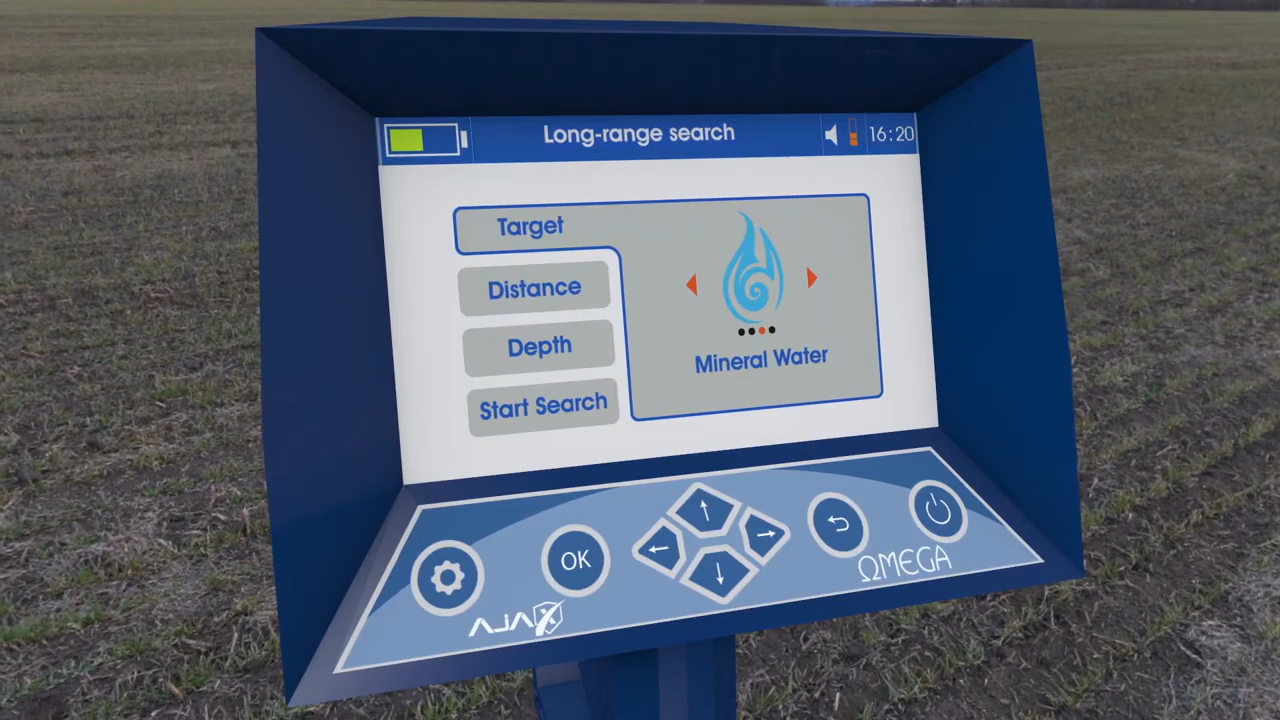 Long-range search
16:20
Target
Distance
Depth
Start Search
Mineral Water
OK
AJAX
ΩMEGA